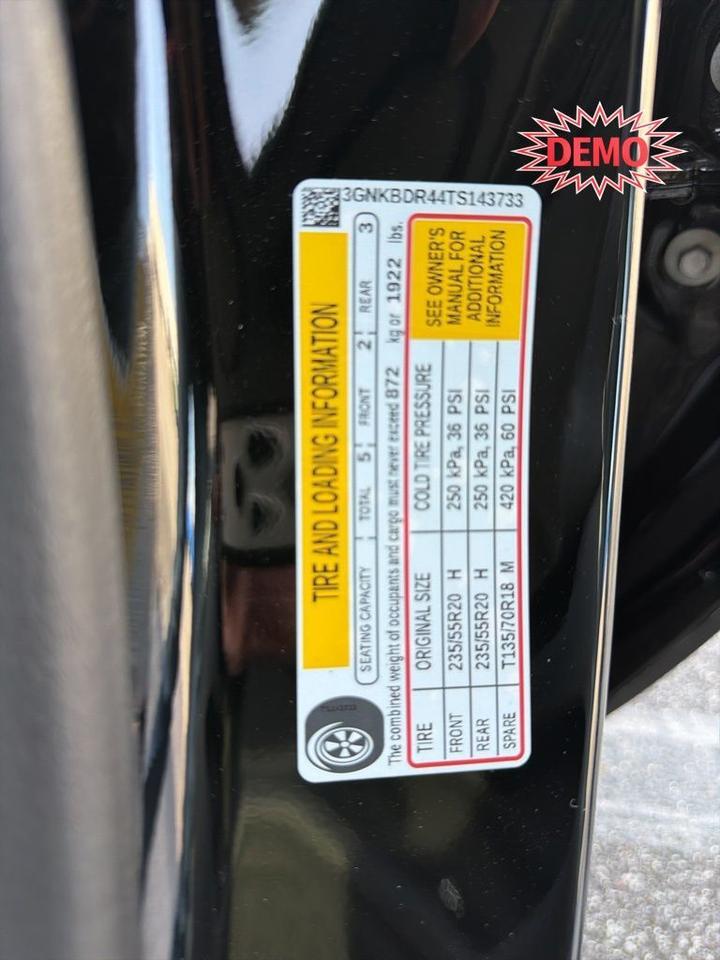 DEMO
3GNKBDR44TS143733
TIRE AND LOADING INFORMATION
SEATING CAPACITY TOTAL 5 FRONT 2 REAR 3
The combined weight of occupants and cargo must never exceed 872 kg or 1922 lbs.
TIRE ORIGINAL SIZE COLD TIRE PRESSURE
FRONT 235/55R20 H 250 kPa, 36 PSI
REAR 235/55R20 H 250 kPa, 36 PSI
SPARE T135/70R18 M 420 kPa, 60 PSI
SEE OWNER'S
MANUAL FOR
ADDITIONAL
INFORMATION